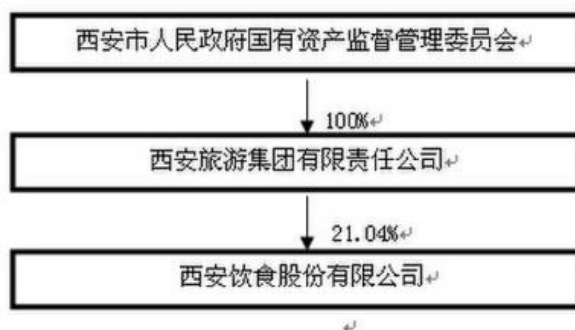 西安市人民政府国有资产监督管理委员会
100%
西安旅游集团有限责任公司
21.04%
西安饮食股份有限公司